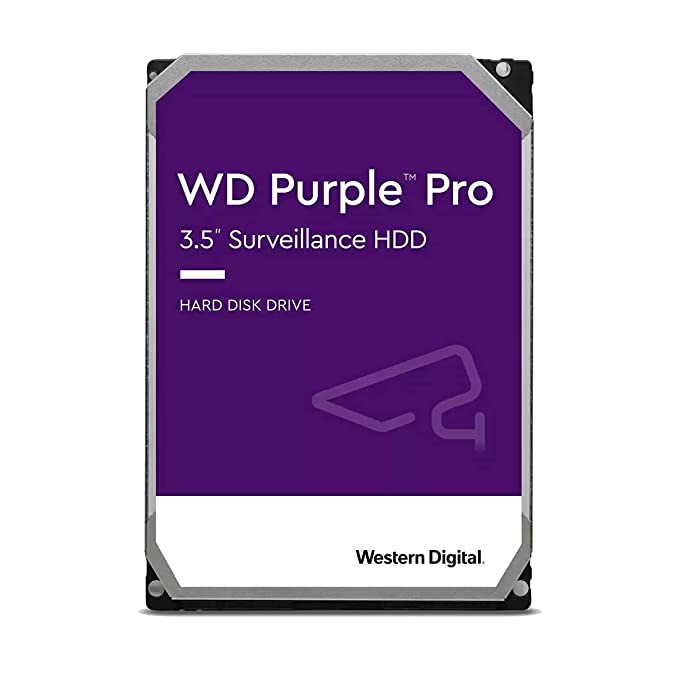 WD Purple™ Pro
3.5" Surveillance HDD
HARD DISK DRIVE
Western Digital.